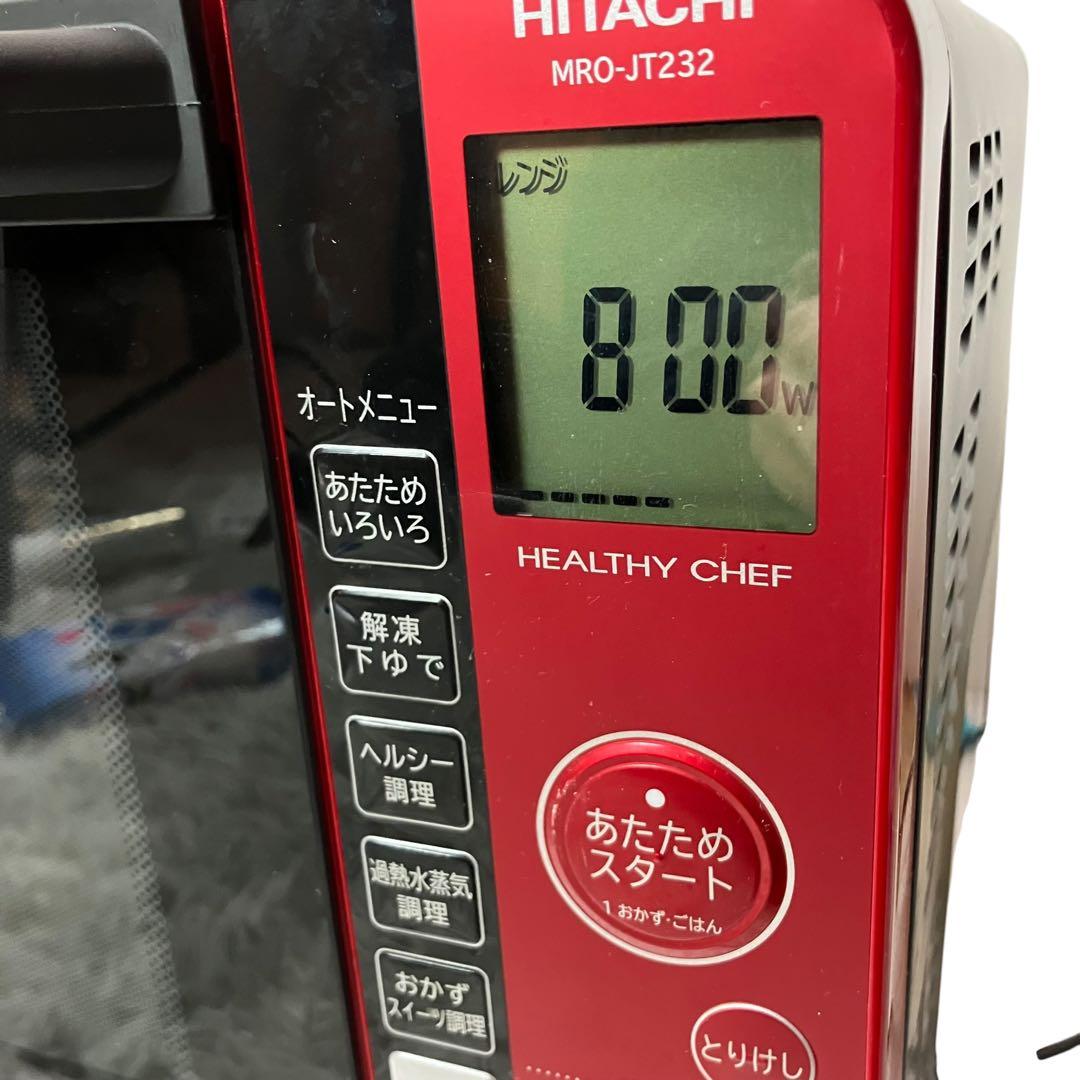 HITACHI
MRO-JT232
レンジ
800W
HEALTHY CHEF
オートメニュー
あたため
いろいろ
解凍
下ゆで
ヘルシー
調理
過熱水蒸気
調理
おかず
スイーツ調理
あたため
スタート
1 おかず・ごはん
とりけし